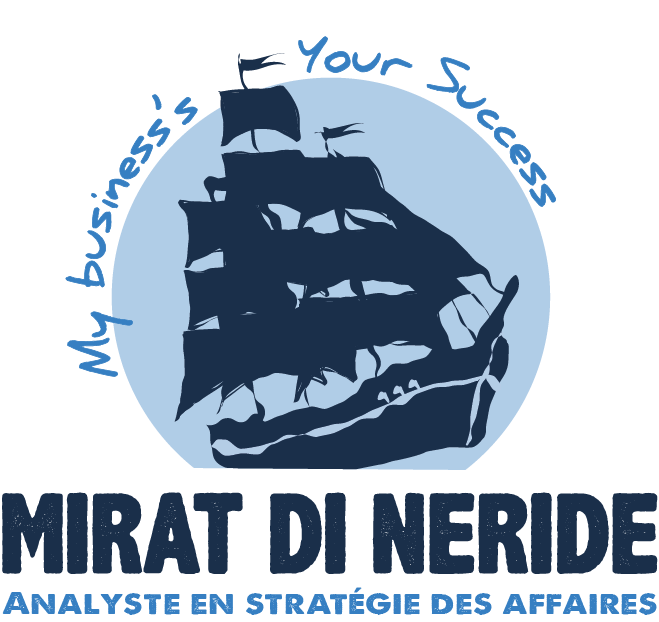 My business's Your Success
MIRAT DI NERIDE
ANALYSTE EN STRATÉGIE DES AFFAIRES